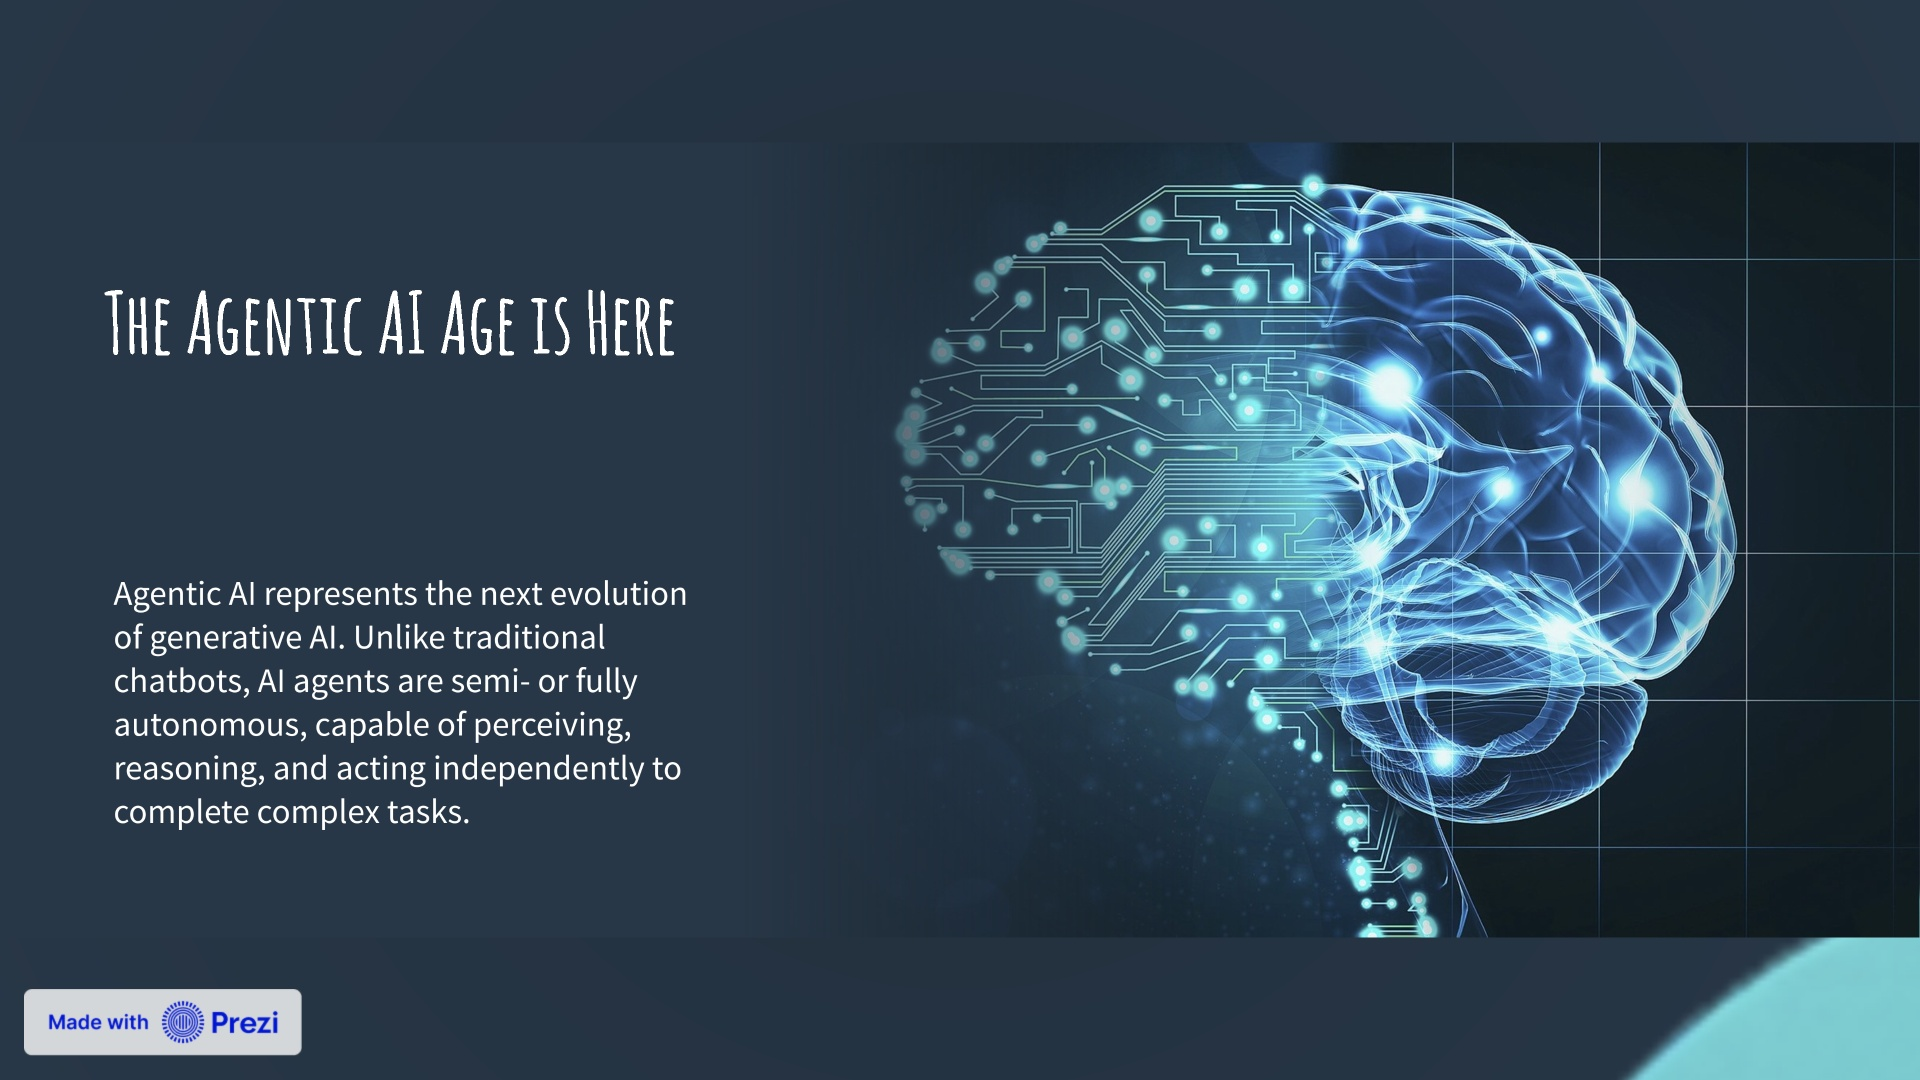 The Agentic AI Age is Here
Agentic AI represents the next evolution
of generative AI. Unlike traditional
chatbots, AI agents are semi- or fully
autonomous, capable of perceiving,
reasoning, and acting independently to
complete complex tasks.
Made with Prezi